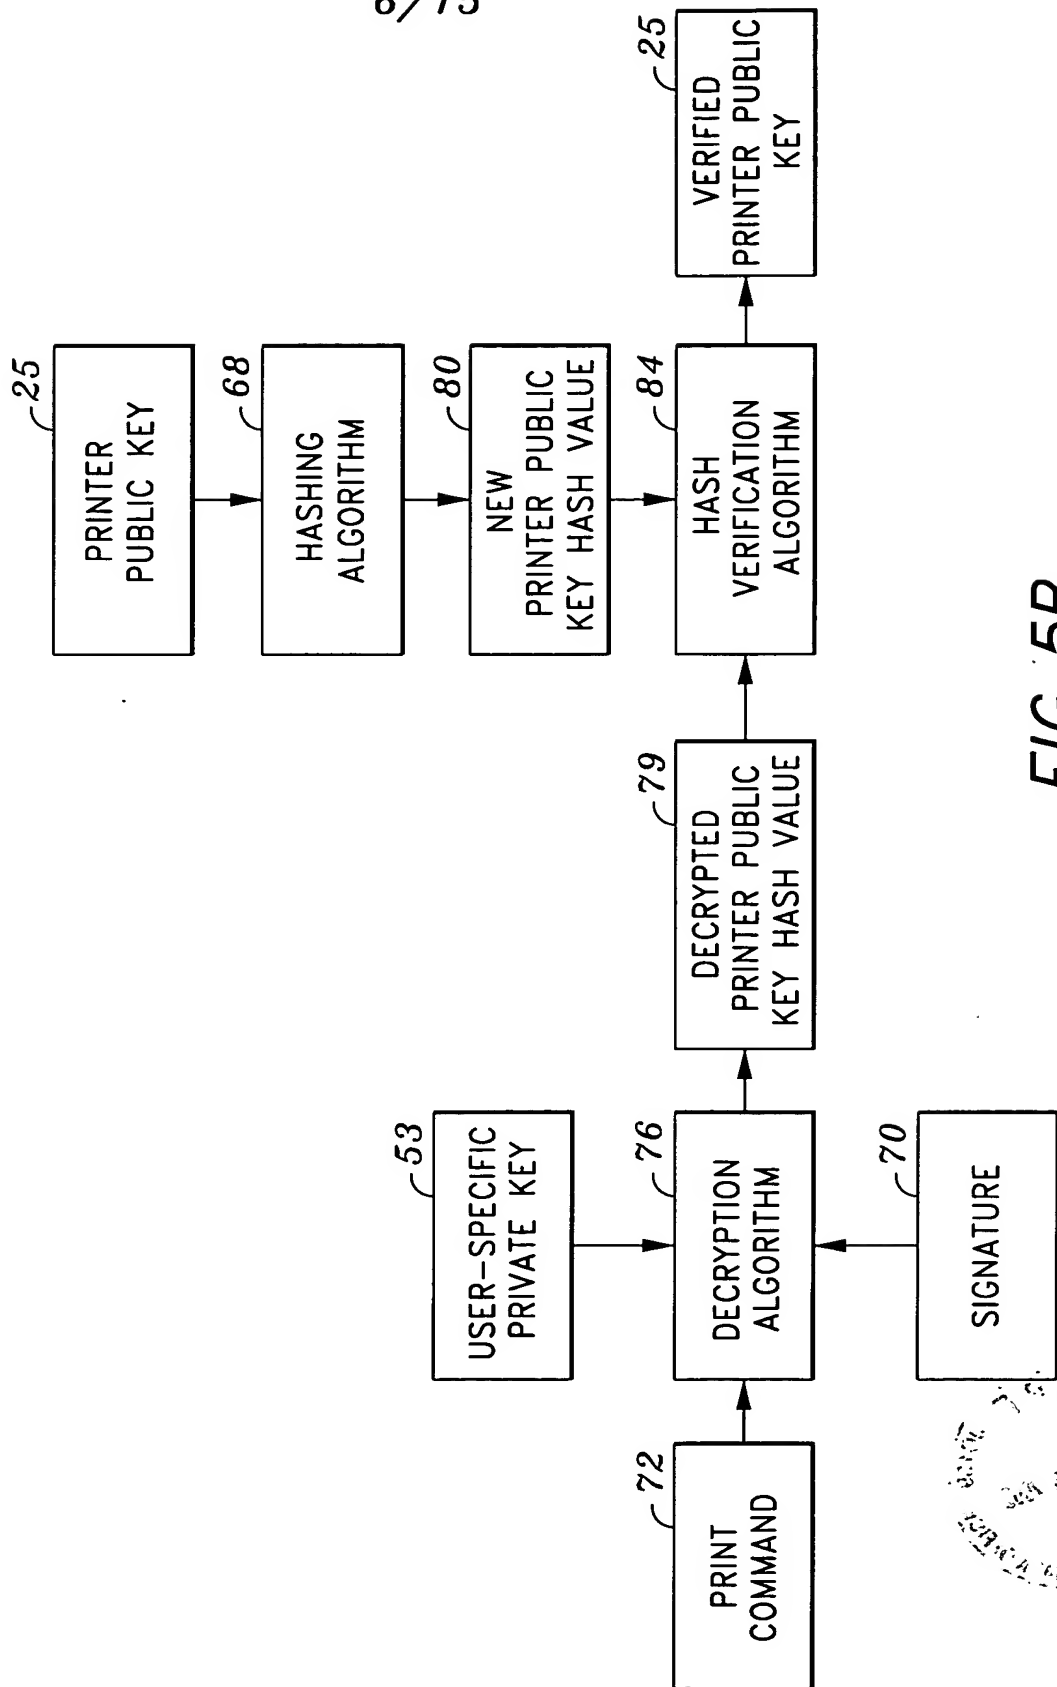 6/15
PRINTER
PUBLIC KEY
25
HASHING
ALGORITHM
68
NEW
PRINTER PUBLIC
KEY HASH VALUE
80
HASH
VERIFICATION
ALGORITHM
84
VERIFIED
PRINTER PUBLIC
KEY
25
DECRYPTED
PRINTER PUBLIC
KEY HASH VALUE
79
USER-SPECIFIC
PRIVATE KEY
53
DECRYPTION
ALGORITHM
76
SIGNATURE
70
PRINT
COMMAND
72
FIG. 5B